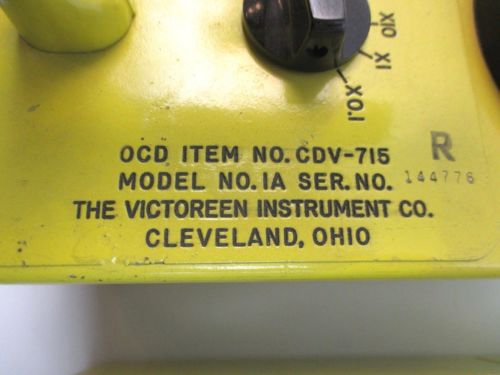 X10
X1
X0.1
OCD ITEM NO. CDV-715 R
MODEL NO. 1A SER. NO. 144776
THE VICTOREEN INSTRUMENT CO.
CLEVELAND, OHIO